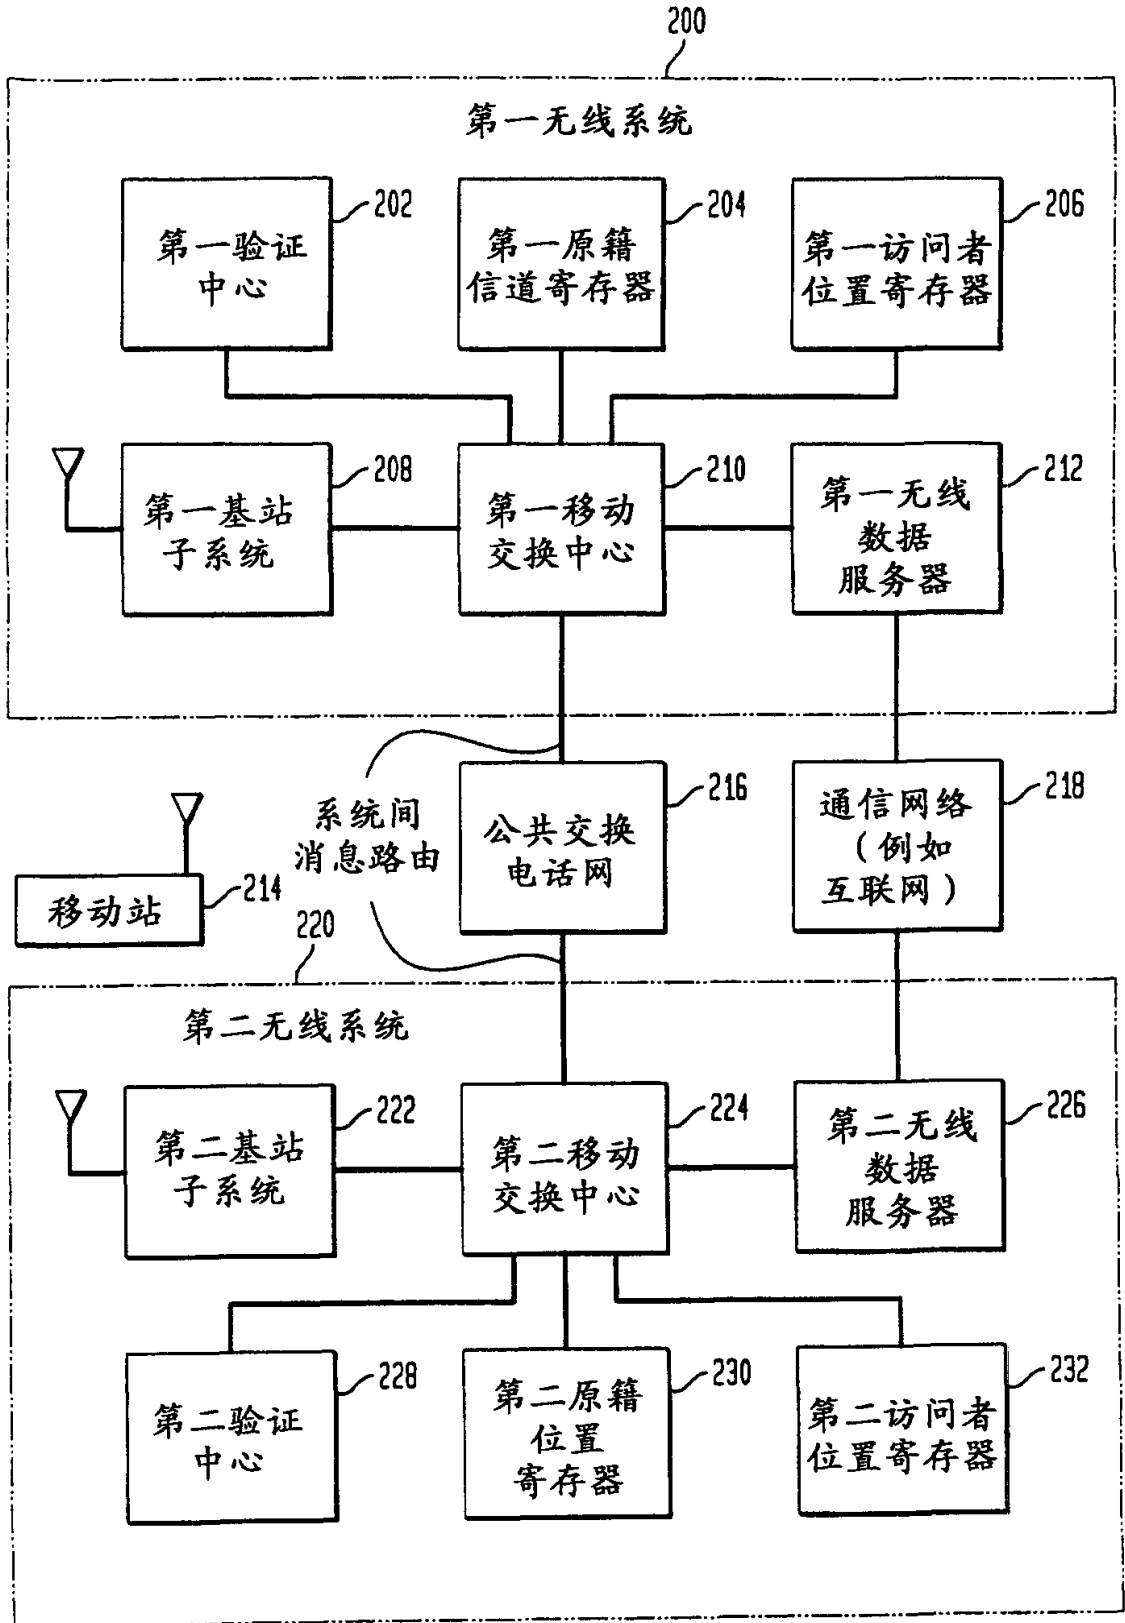 200
第一无线系统
202
第一验证
中心
204
第一原籍
信道寄存器
206
第一访问者
位置寄存器
208
第一基站
子系统
210
第一移动
交换中心
212
第一无线
数据
服务器
系统间
消息路由
216
公共交换
电话网
218
通信网络
(例如
互联网)
214
移动站
220
第二无线系统
222
第二基站
子系统
224
第二移动
交换中心
226
第二无线
数据
服务器
228
第二验证
中心
230
第二原籍
位置
寄存器
232
第二访问者
位置寄存器